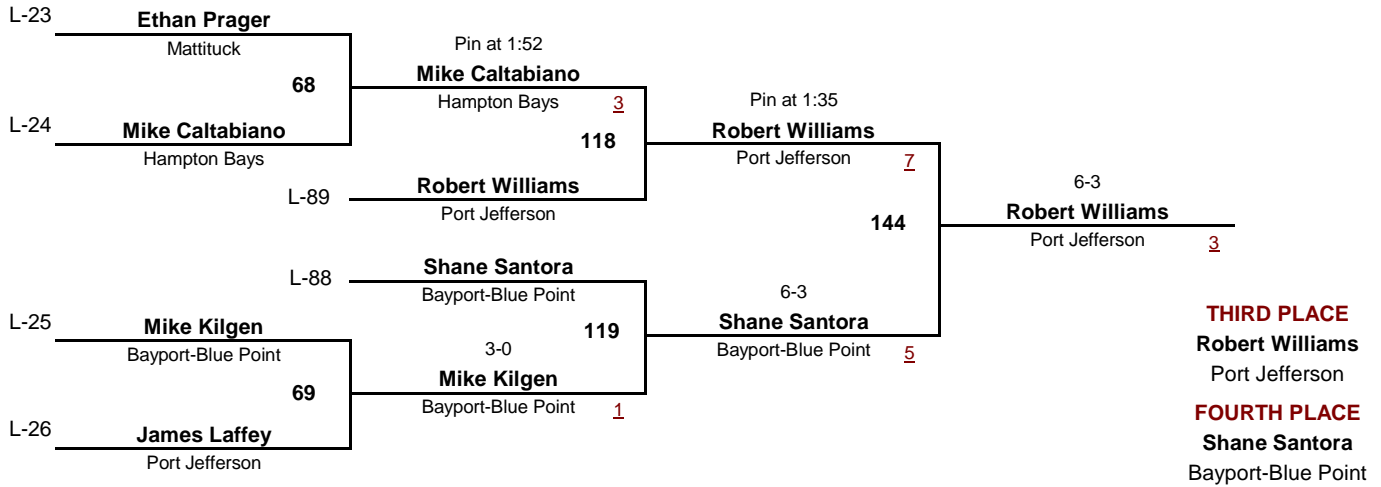 L-23
Ethan Prager
Mattituck
68
Pin at 1:52
Mike Caltabiano
Hampton Bays 3
L-24
Mike Caltabiano
Hampton Bays
118
Pin at 1:35
Robert Williams
Port Jefferson 7
L-89
Robert Williams
Port Jefferson
144
6-3
Robert Williams
Port Jefferson 3
L-88
Shane Santora
Bayport-Blue Point
L-25
Mike Kilgen
Bayport-Blue Point
119
6-3
Shane Santora
Bayport-Blue Point 5
69
3-0
Mike Kilgen
Bayport-Blue Point 1
L-26
James Laffey
Port Jefferson
THIRD PLACE
Robert Williams
Port Jefferson
FOURTH PLACE
Shane Santora
Bayport-Blue Point